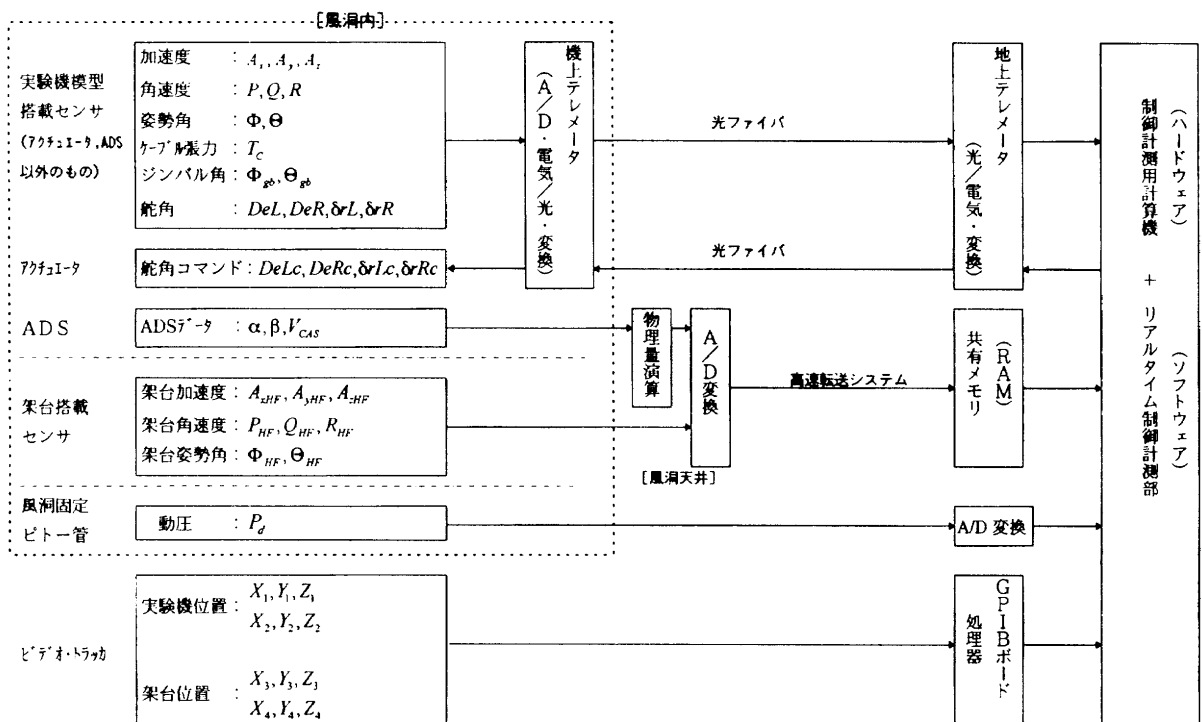 ［風洞内］
実験機模型
搭載センサ
(ｱｸﾁｭｴｰﾀ,ADS
以外のもの)
加速度 : Ax, Ay, Az
角速度 : P, Q, R
姿勢角 : Φ, Θ
ｹｰﾌﾞﾙ張力 : TC
ジンバル角 : Φgb, Θgb
舵角 : DeL, DeR, δrL, δrR
機上テレメータ
(A／D・電気／光・変換)
光ファイバ
地上テレメータ
(光／電気・変換)
ｱｸﾁｭｴｰﾀ
舵角コマンド : DeLc, DeRc, δrLc, δrRc
光ファイバ
ADS
ADSﾃﾞｰﾀ : α, β, VCAS
物理量演算
A／D変換
高速転送システム
共有メモリ
(RAM)
架台搭載
センサ
架台加速度 : AxHF, AyHF, AzHF
架台角速度 : PHF, QHF, RHF
架台姿勢角 : ΦHF, ΘHF
［風洞天井］
風洞固定
ピトー管
動圧 : Pd
A/D 変換
ﾋﾞﾃﾞｵ･ﾄﾗｯｶ
実験機位置 : X1, Y1, Z1
X2, Y2, Z2
架台位置 : X3, Y3, Z3
X4, Y4, Z4
GPIBボード
処理器
(ハードウェア)
制御計測用計算機
+
(ソフトウェア)
リアルタイム制御計測部